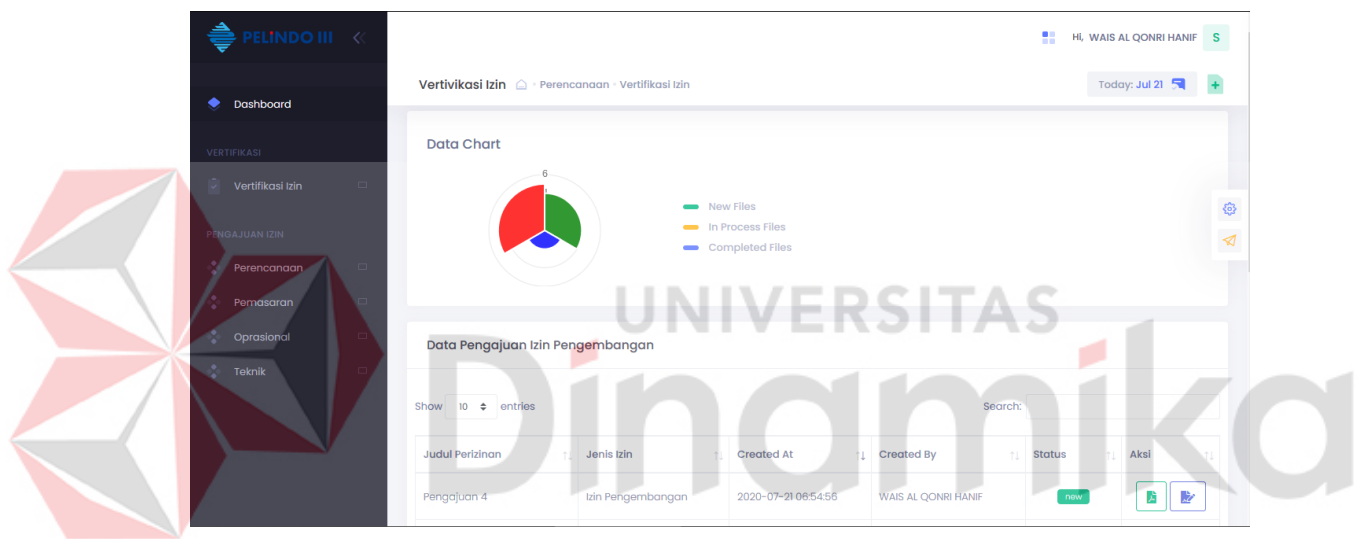 PELINDO III
Hi, WAIS AL QONRI HANIF S
Vertivikasi Izin Perencanaan Vertifikasi Izin
Today: Jul 21
Dashboard
VERTIFIKASI
Vertifikasi Izin
PENGAJUAN IZIN
Perencanaan
Pemasaran
Oprasional
Teknik
Data Chart
6
New Files
In Process Files
Completed Files
UNIVERSITAS
Dinamika
Data Pengajuan Izin Pengembangan
Show 10 entries
Search:
Judul Perizinan Jenis Izin Created At Created By Status Aksi
Pengajuan 4 Izin Pengembangan 2020-07-21 06:54:56 WAIS AL QONRI HANIF new